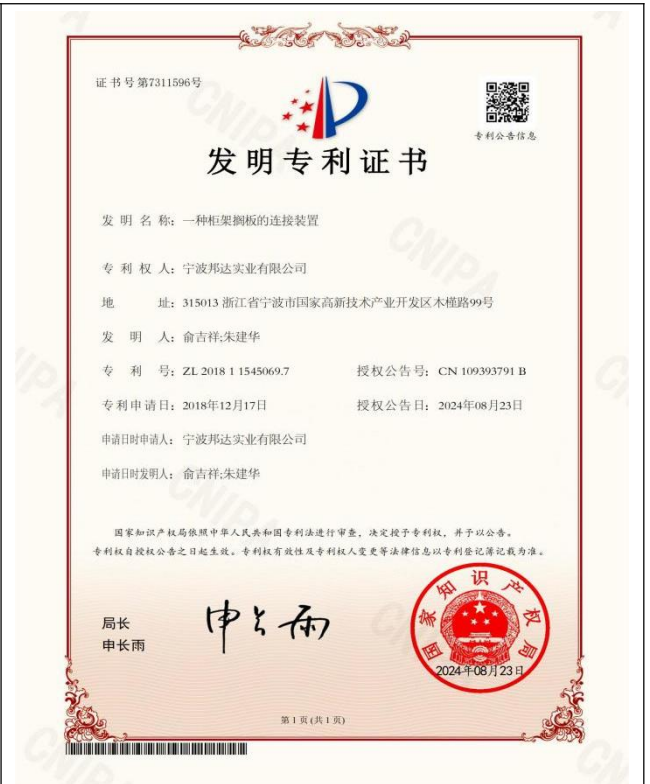 证书号第7311596号
专利公告信息
发明专利证书
发明名称：一种柜架搁板的连接装置
专利权人：宁波邦达实业有限公司
地址：315013 浙江省宁波市国家高新技术产业开发区木槿路99号
发明人：俞吉祥;朱建华
专利号：ZL 2018 1 1545069.7 授权公告号：CN 109393791 B
专利申请日：2018年12月17日 授权公告日：2024年08月23日
申请日时申请人：宁波邦达实业有限公司
申请日时发明人：俞吉祥;朱建华
国家知识产权局依照中华人民共和国专利法进行审查，决定授予专利权，并予以公告。
专利权自授权公告之日起生效。专利权有效性及专利权人变更等法律信息以专利登记簿记载为准。
局长
申长雨
申长雨
国家知识产权局
2024年08月23日
第1页(共1页)
CNIPA